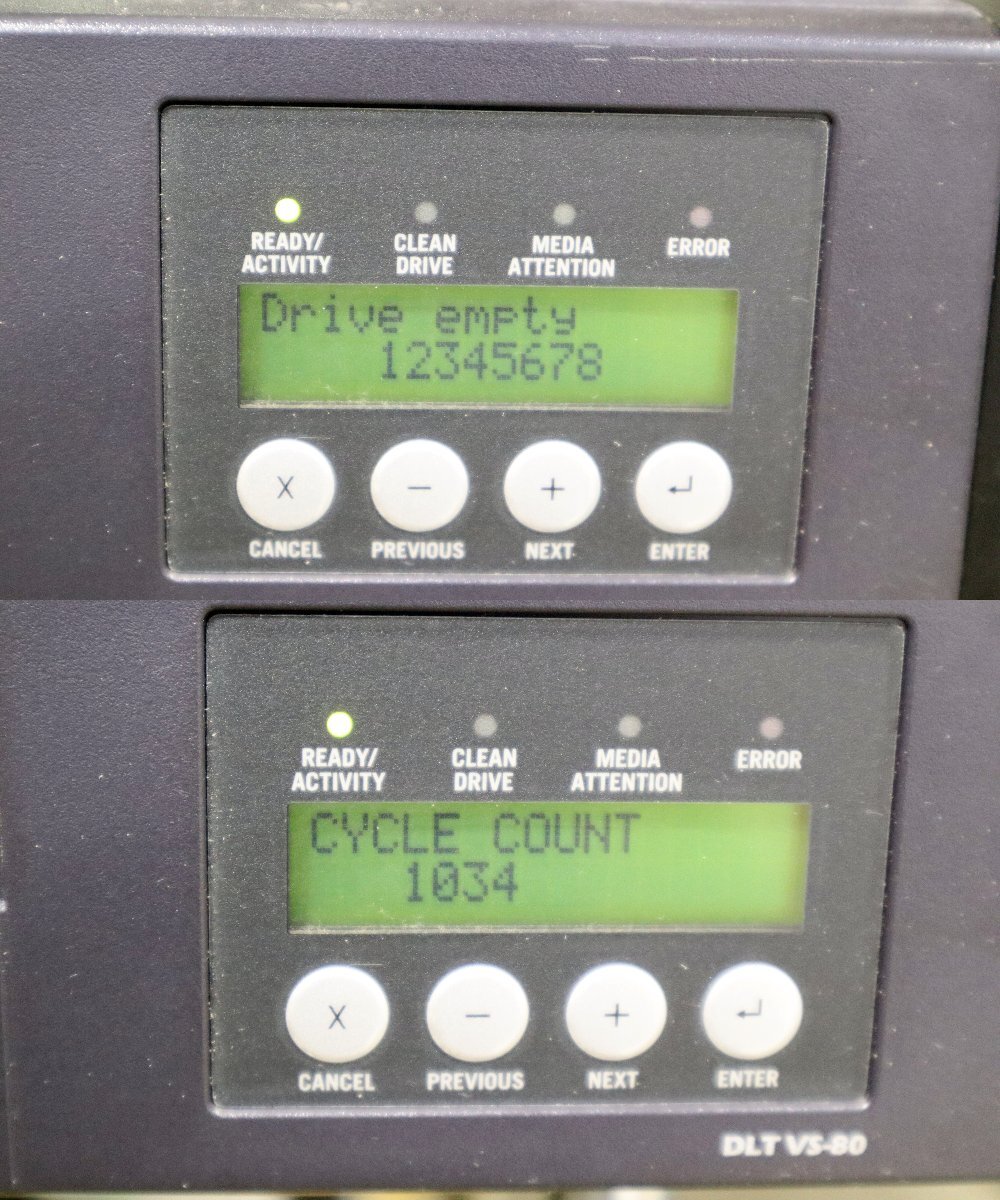 READY/ CLEAN MEDIA ERROR
ACTIVITY DRIVE ATTENTION
Drive empty
12345678
X − + ↵
CANCEL PREVIOUS NEXT ENTER
READY/ CLEAN MEDIA ERROR
ACTIVITY DRIVE ATTENTION
CYCLE COUNT
1034
X − + ↵
CANCEL PREVIOUS NEXT ENTER
DLT VS-80